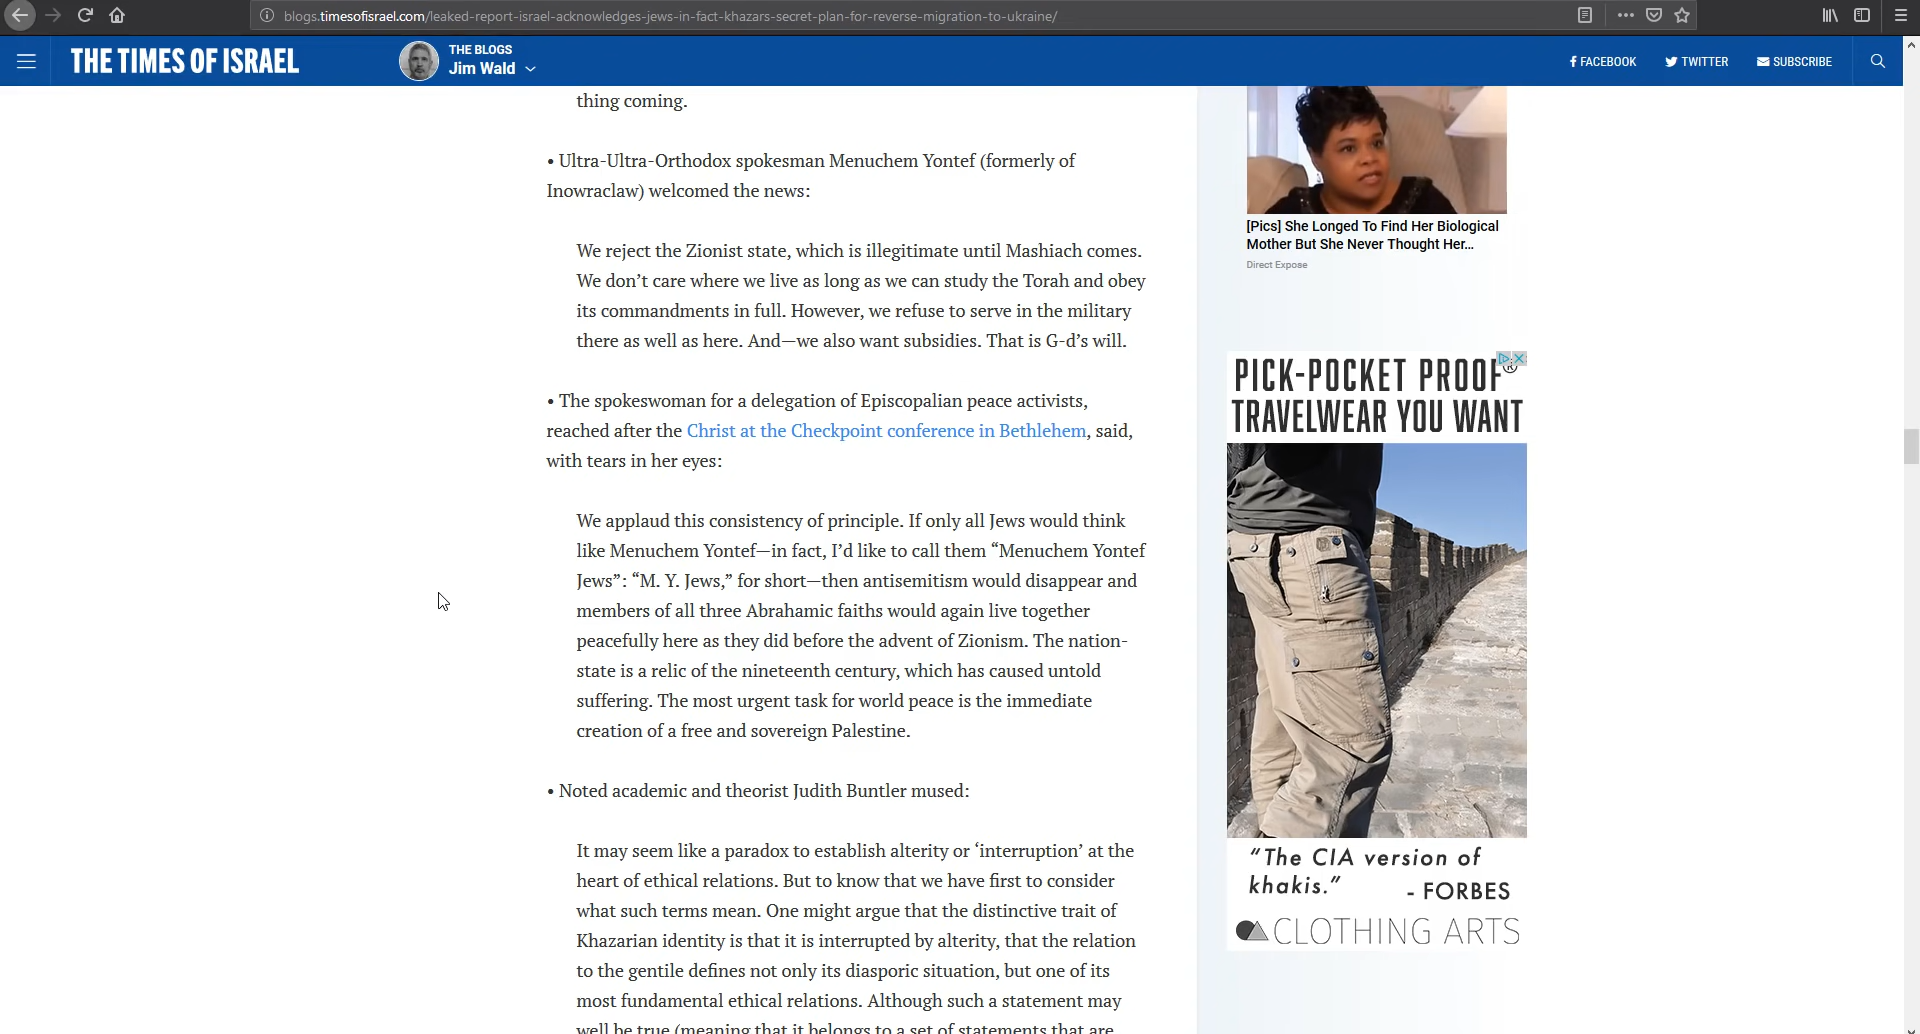 blogs.timesofisrael.com/leaked-report-israel-acknowledges-jews-in-fact-khazars-secret-plan-for-reverse-migration-to-ukraine/
THE TIMES OF ISRAEL
THE BLOGS
Jim Wald
FACEBOOK
TWITTER
SUBSCRIBE
thing coming.
• Ultra-Ultra-Orthodox spokesman Menuchem Yontef (formerly of
Inowraclaw) welcomed the news:
We reject the Zionist state, which is illegitimate until Mashiach comes.
We don’t care where we live as long as we can study the Torah and obey
its commandments in full. However, we refuse to serve in the military
there as well as here. And—we also want subsidies. That is G-d’s will.
• The spokeswoman for a delegation of Episcopalian peace activists,
reached after the Christ at the Checkpoint conference in Bethlehem, said,
with tears in her eyes:
We applaud this consistency of principle. If only all Jews would think
like Menuchem Yontef—in fact, I’d like to call them “Menuchem Yontef
Jews”: “M. Y. Jews,” for short—then antisemitism would disappear and
members of all three Abrahamic faiths would again live together
peacefully here as they did before the advent of Zionism. The nation-
state is a relic of the nineteenth century, which has caused untold
suffering. The most urgent task for world peace is the immediate
creation of a free and sovereign Palestine.
• Noted academic and theorist Judith Buntler mused:
It may seem like a paradox to establish alterity or ‘interruption’ at the
heart of ethical relations. But to know that we have first to consider
what such terms mean. One might argue that the distinctive trait of
Khazarian identity is that it is interrupted by alterity, that the relation
to the gentile defines not only its diasporic situation, but one of its
most fundamental ethical relations. Although such a statement may
well be true (meaning that it belongs to a set of statements that are
[Pics] She Longed To Find Her Biological
Mother But She Never Thought Her...
Direct Expose
PICK-POCKET PROOF®
TRAVELWEAR YOU WANT
“The CIA version of
khakis.”
- FORBES
CLOTHING ARTS